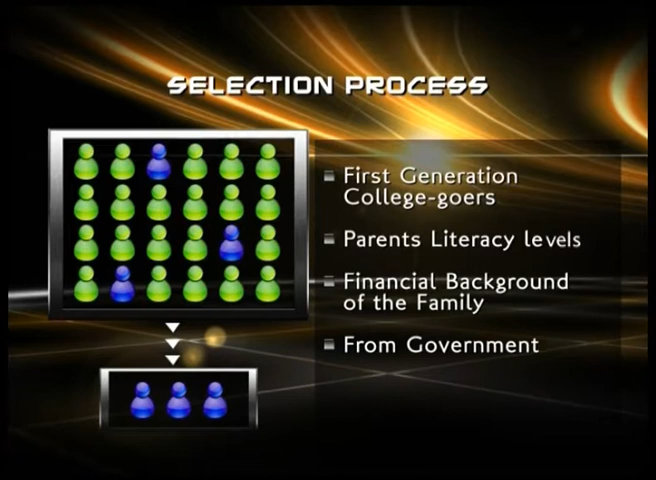 SELECTION PROCESS
First Generation
College-goers
Parents Literacy levels
Financial Background
of the Family
From Government